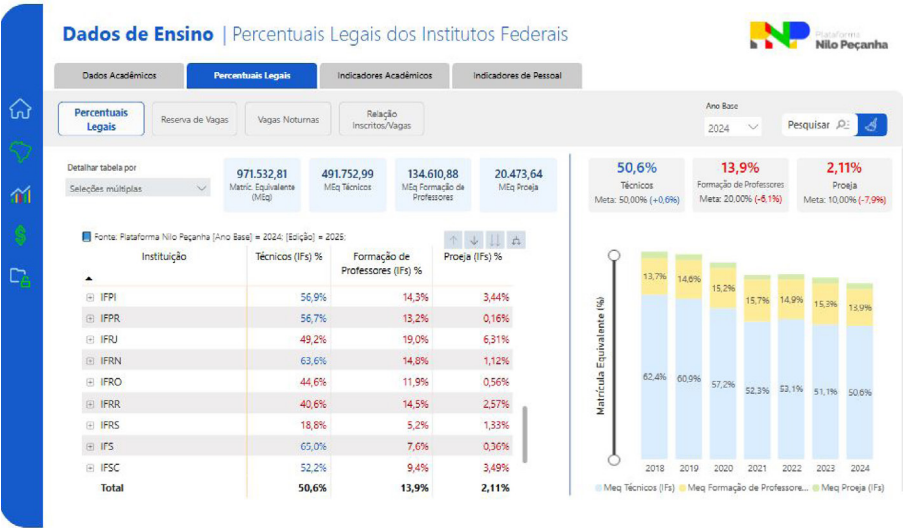 Dados de Ensino | Percentuais Legais dos Institutos Federais
Plataforma
Nilo Peçanha
Dados Acadêmicos
Percentuais Legais
Indicadores Acadêmicos
Indicadores de Pessoal
Percentuais
Legais
Reserva de Vagas
Vagas Noturnas
Relação
Inscritos/Vagas
Ano Base
2024
Pesquisar
Detalhar tabela por
Seleções múltiplas
971.532,81
Matríc. Equivalente
(MEq)
491.752,99
MEq Técnicos
134.610,88
MEq Formação de
Professores
20.473,64
MEq Proeja
50,6%
Técnicos
Meta: 50,00% (+0,6%)
13,9%
Formação de Professores
Meta: 20,00% (-6,1%)
2,11%
Proeja
Meta: 10,00% (-7,9%)
Fonte: Plataforma Nilo Peçanha [Ano Base] = 2024; [Edição] = 2025;
Instituição Técnicos (IFs) % Formação de Professores (IFs) % Proeja (IFs) %
IFPI 56,9% 14,3% 3,44%
IFPR 56,7% 13,2% 0,16%
IFRJ 49,2% 19,0% 6,31%
IFRN 63,6% 14,8% 1,12%
IFRO 44,6% 11,9% 0,56%
IFRR 40,6% 14,5% 2,57%
IFRS 18,8% 5,2% 1,33%
IFS 65,0% 7,6% 0,36%
IFSC 52,2% 9,4% 3,49%
Total 50,6% 13,9% 2,11%
Matrícula Equivalente (%)
13,7% 14,6% 15,2% 15,7% 14,9% 15,3% 13,9%
62,4% 60,9% 57,2% 52,3% 53,1% 51,1% 50,6%
2018 2019 2020 2021 2022 2023 2024
Meq Técnicos (IFs) Meq Formação de Professore... Meq Proeja (IFs)